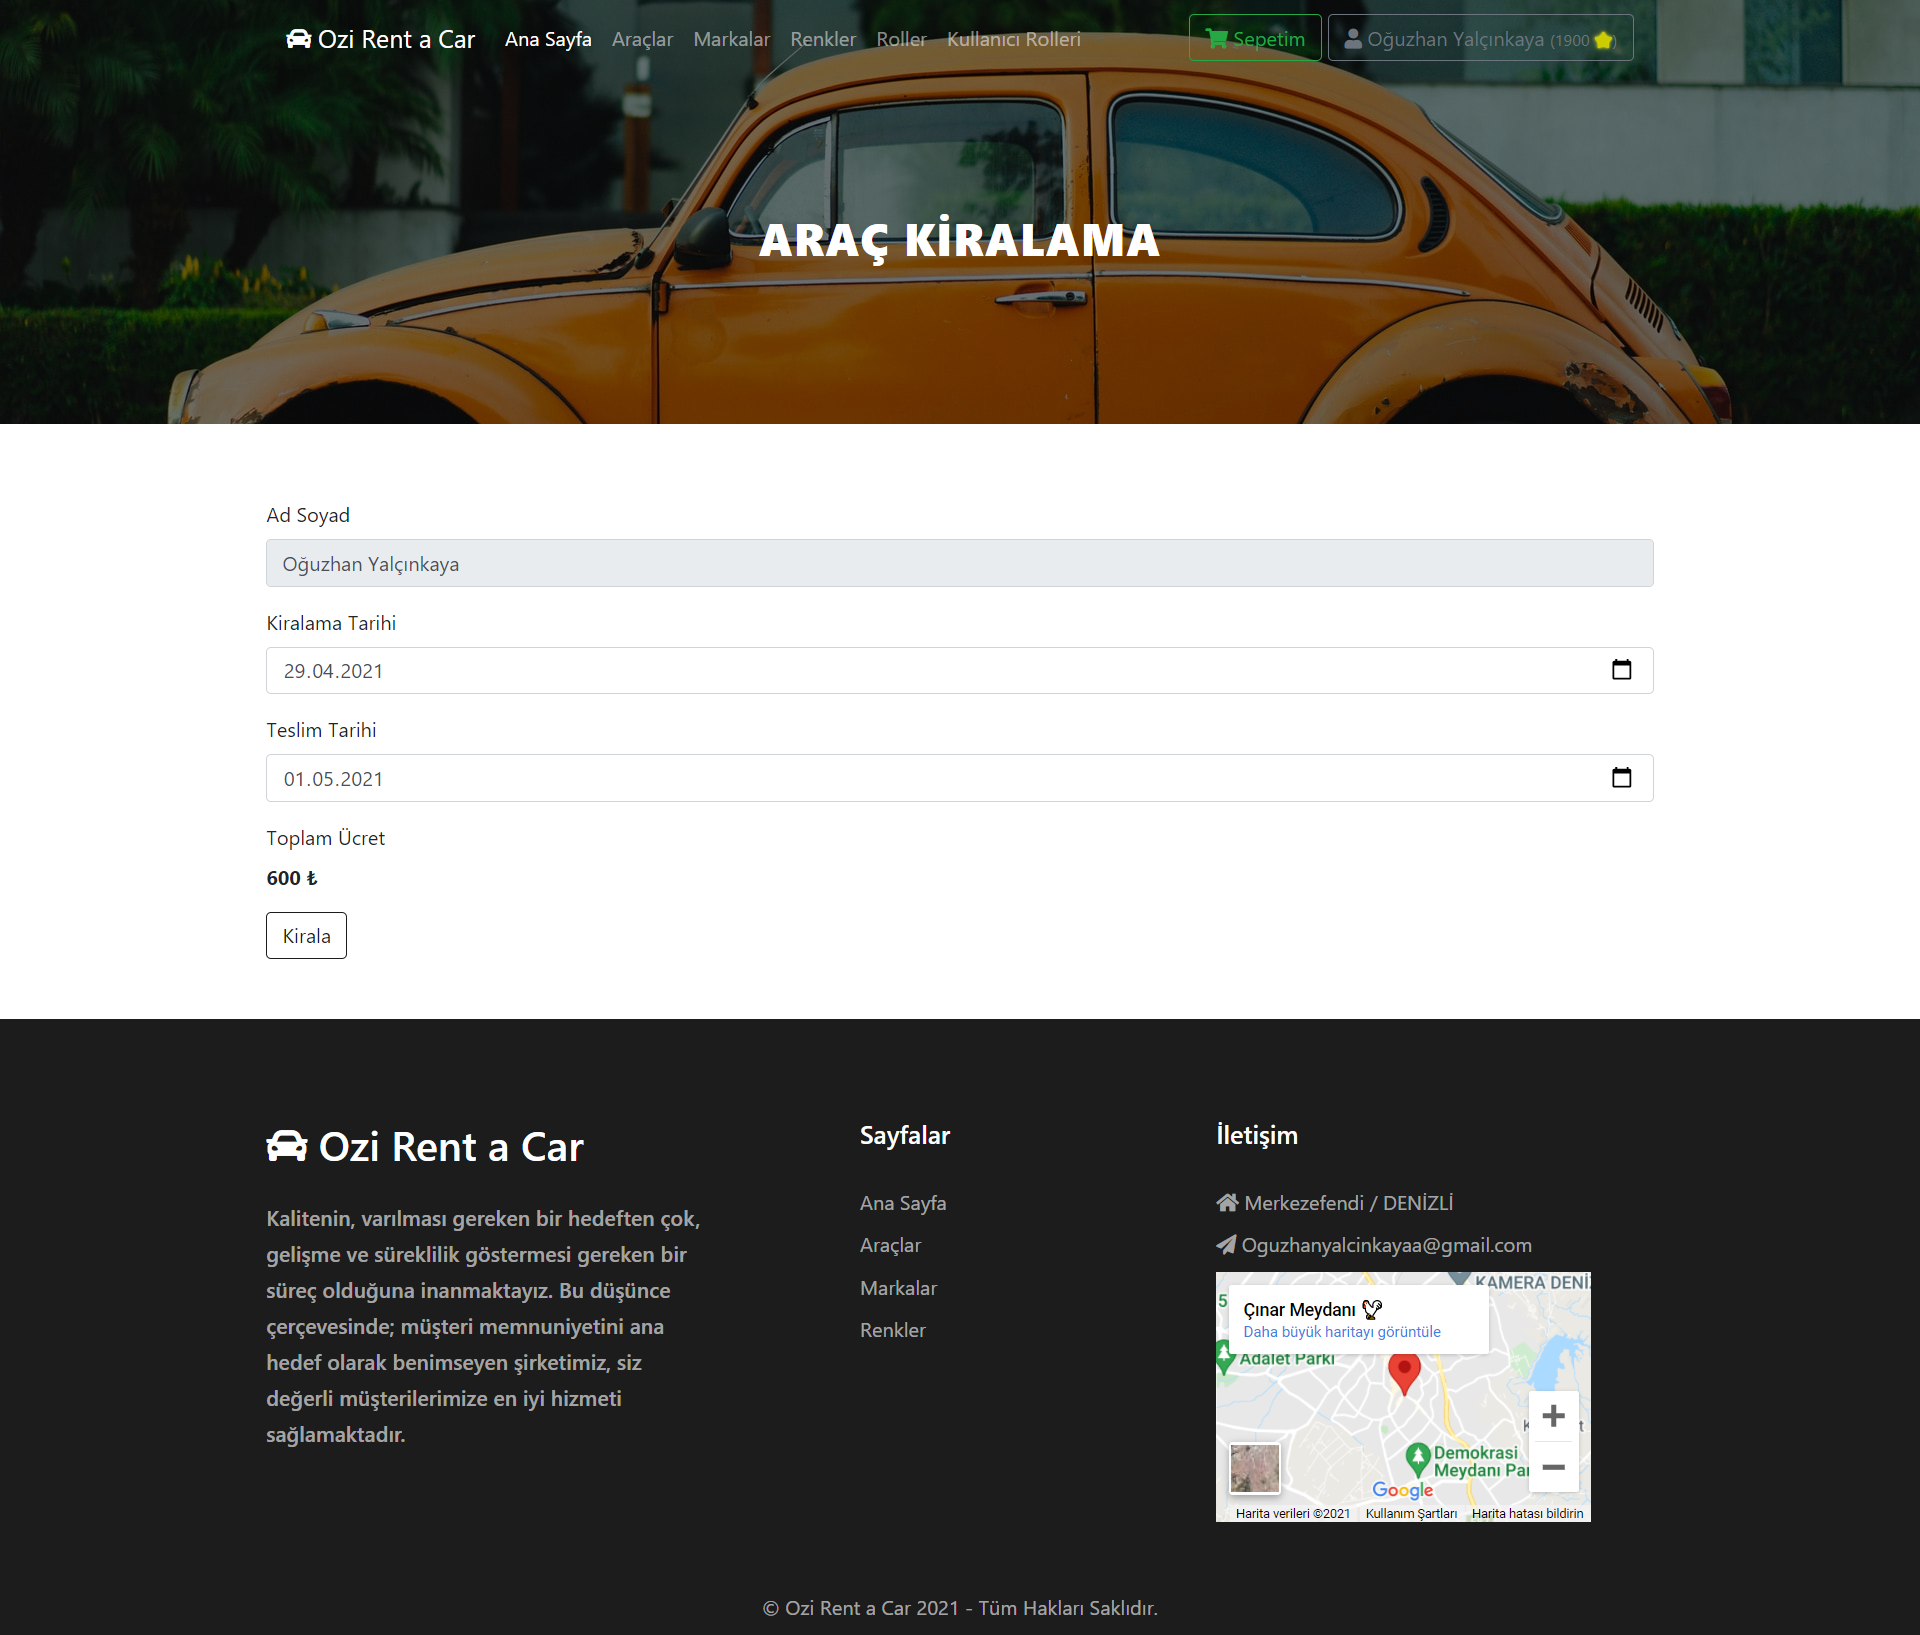 Ozi Rent a Car Ana Sayfa Araçlar Markalar Renkler Roller Kullanıcı Rolleri Sepetim Oğuzhan Yalçınkaya (1900 )
ARAÇ KİRALAMA
Ad Soyad
Oğuzhan Yalçınkaya
Kiralama Tarihi
29.04.2021
Teslim Tarihi
01.05.2021
Toplam Ücret
600 ₺
Kirala
Ozi Rent a Car
Kalitenin, varılması gereken bir hedeften çok,
gelişme ve süreklilik göstermesi gereken bir
süreç olduğuna inanmaktayız. Bu düşünce
çerçevesinde; müşteri memnuniyetini ana
hedef olarak benimseyen şirketimiz, siz
değerli müşterilerimize en iyi hizmeti
sağlamaktadır.
Sayfalar
Ana Sayfa
Araçlar
Markalar
Renkler
İletişim
Merkezefendi / DENİZLİ
Oguzhanyalcinkayaa@gmail.com
KAMERA DENİZ
5
Çınar Meydanı
Daha büyük haritayı görüntüle
Adalet Parkı
Demokrasi
Meydanı Par
Google
Harita verileri ©2021 Kullanım Şartları Harita hatası bildirin
© Ozi Rent a Car 2021 - Tüm Hakları Saklıdır.